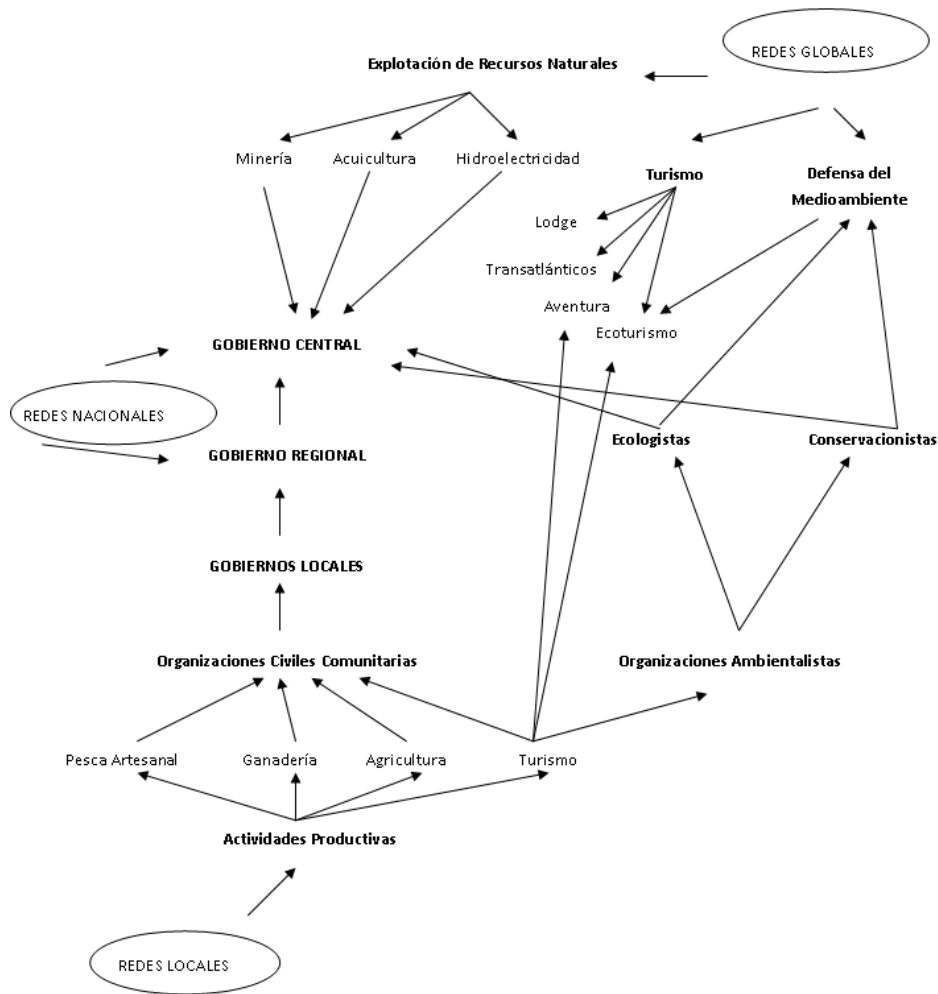 REDES GLOBALES
Explotación de Recursos Naturales
Minería
Acuicultura
Hidroelectricidad
Turismo
Defensa del
Medioambiente
Lodge
Transatlánticos
Aventura
Ecoturismo
GOBIERNO CENTRAL
REDES NACIONALES
Ecologistas
Conservacionistas
GOBIERNO REGIONAL
GOBIERNOS LOCALES
Organizaciones Civiles Comunitarias
Organizaciones Ambientalistas
Pesca Artesanal
Ganadería
Agricultura
Turismo
Actividades Productivas
REDES LOCALES